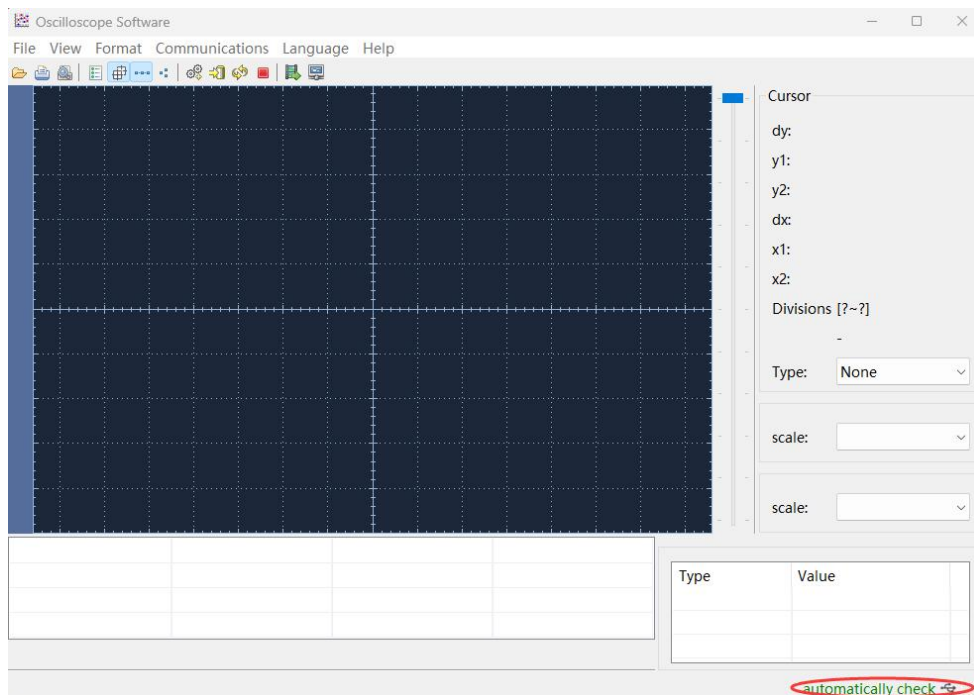 Oscilloscope Software
File View Format Communications Language Help
Cursor
dy:
y1:
y2:
dx:
x1:
x2:
Divisions [?~?]
-
Type: None
scale:
scale:
Type Value
automatically check